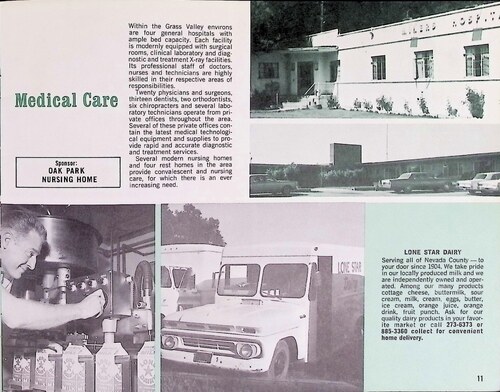 Medical Care
Within the Grass Valley environs
are four general hospitals with
ample bed capacity. Each facility
is modernly equipped with surgical
rooms, clinical laboratory and diag-
nostic and treatment X-ray facilities.
Its professional staff of doctors,
nurses and technicians are highly
skilled in their respective areas of
responsibilities.
Twenty physicians and surgeons,
thirteen dentists, two orthodontists,
six chiropractors and several labo-
ratory technicians operate from pri-
vate offices throughout the area.
Several of these private offices con-
tain the latest medical technologi-
cal equipment and supplies to pro-
vide rapid and accurate diagnostic
and treatment services.
Several modern nursing homes
and four rest homes in the area
provide convalescent and nursing
care, for which there is an ever
increasing need.
Sponsor:
OAK PARK
NURSING HOME
MINERS HOSPITAL
LONE STAR
LONE STAR DAIRY
Serving all of Nevada County — to
your door since 1904. We take pride
in our locally produced milk and we
are independently owned and oper-
ated. Among our many products
cottage cheese, buttermilk, sour
cream, milk, cream, eggs, butter,
ice cream, orange juice, orange
drink, fruit punch. Ask for our
quality dairy products in your favor-
ite market or call 273-6373 or
885-3360 collect for convenient
home delivery.
11